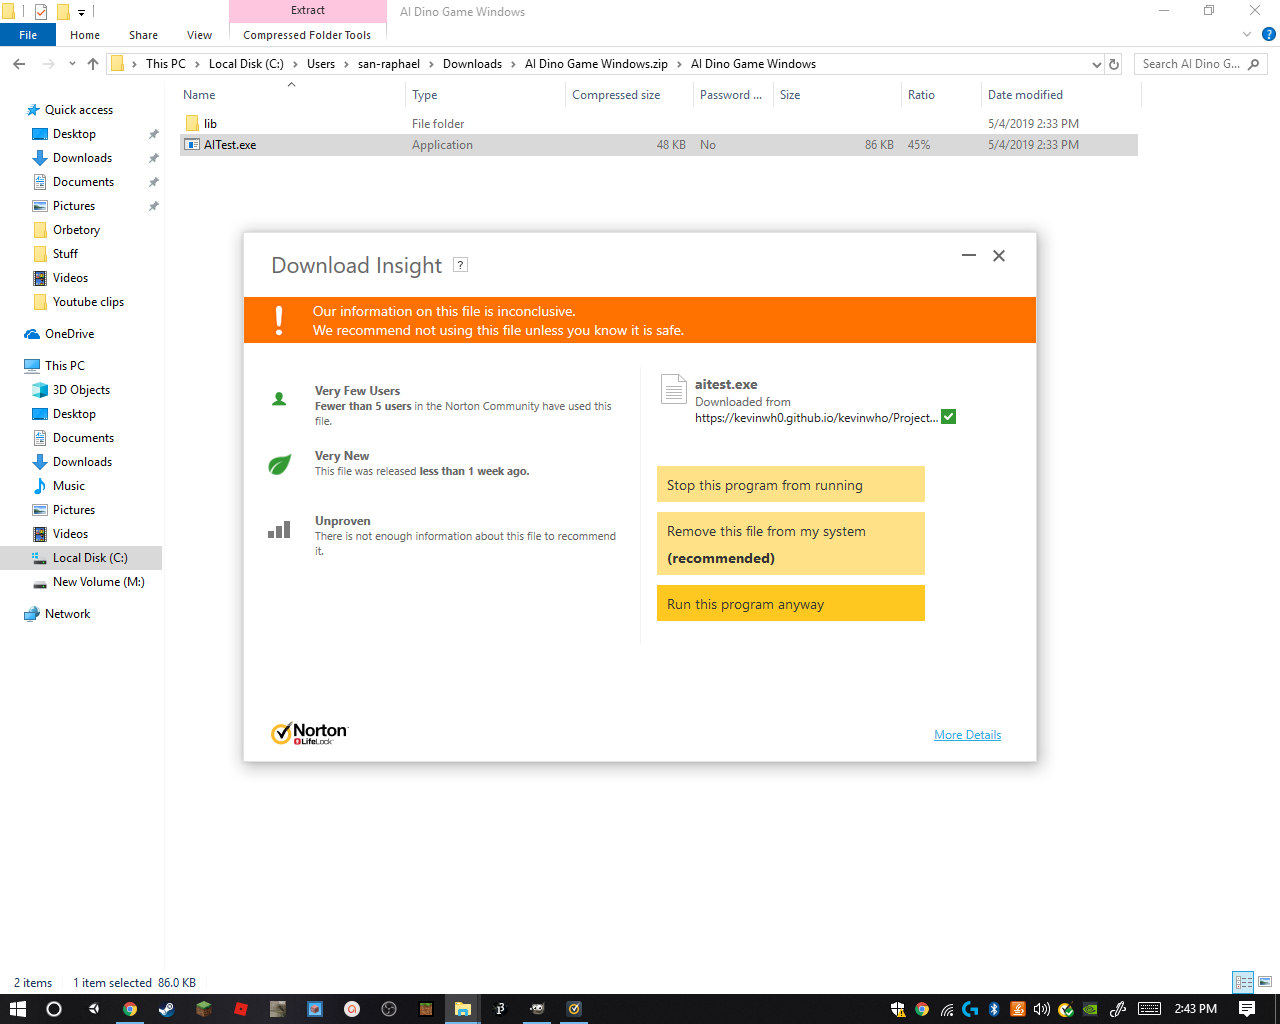 Extract
AI Dino Game Windows
File
Home
Share
View
Compressed Folder Tools
This PC
Local Disk (C:)
Users
san-raphael
Downloads
AI Dino Game Windows.zip
AI Dino Game Windows
Search AI Dino G...
Name
Type
Compressed size
Password ...
Size
Ratio
Date modified
lib
File folder
5/4/2019 2:33 PM
AITest.exe
Application
48 KB
No
86 KB
45%
5/4/2019 2:33 PM
Quick access
Desktop
Downloads
Documents
Pictures
Orbetory
Stuff
Videos
Youtube clips
OneDrive
This PC
3D Objects
Desktop
Documents
Downloads
Music
Pictures
Videos
Local Disk (C:)
New Volume (M:)
Network
Download Insight ?
Our information on this file is inconclusive.
We recommend not using this file unless you know it is safe.
Very Few Users
Fewer than 5 users in the Norton Community have used this
file.
Very New
This file was released less than 1 week ago.
Unproven
There is not enough information about this file to recommend
it.
aitest.exe
Downloaded from
https://kevinwh0.github.io/kevinwho/Project...
Stop this program from running
Remove this file from my system
(recommended)
Run this program anyway
Norton
LifeLock
More Details
2 items
1 item selected 86.0 KB
2:43 PM